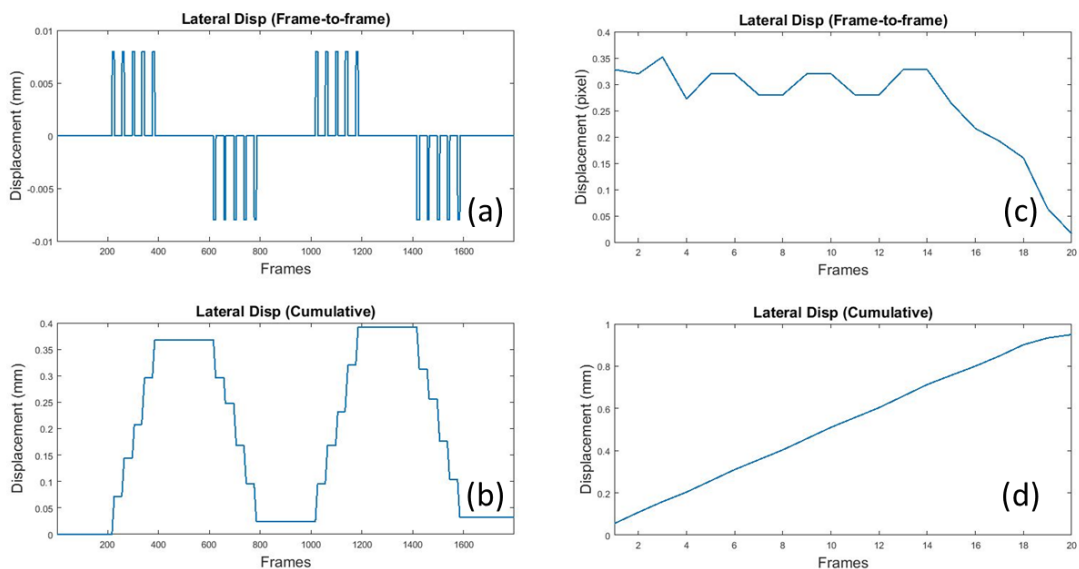 Lateral Disp (Frame-to-frame)
0.01
0.005
0
-0.005
-0.01
Displacement (mm)
200 400 600 800 1000 1200 1400 1600
Frames
(a)
Lateral Disp (Frame-to-frame)
0.4
0.35
0.3
0.25
0.2
0.15
0.1
0.05
0
Displacement (pixel)
2 4 6 8 10 12 14 16 18 20
Frames
(c)
Lateral Disp (Cumulative)
0.4
0.35
0.3
0.25
0.2
0.15
0.1
0.05
0
Displacement (mm)
200 400 600 800 1000 1200 1400 1600
Frames
(b)
Lateral Disp (Cumulative)
1
0.8
0.6
0.4
0.2
0
Displacement (mm)
2 4 6 8 10 12 14 16 18 20
Frames
(d)